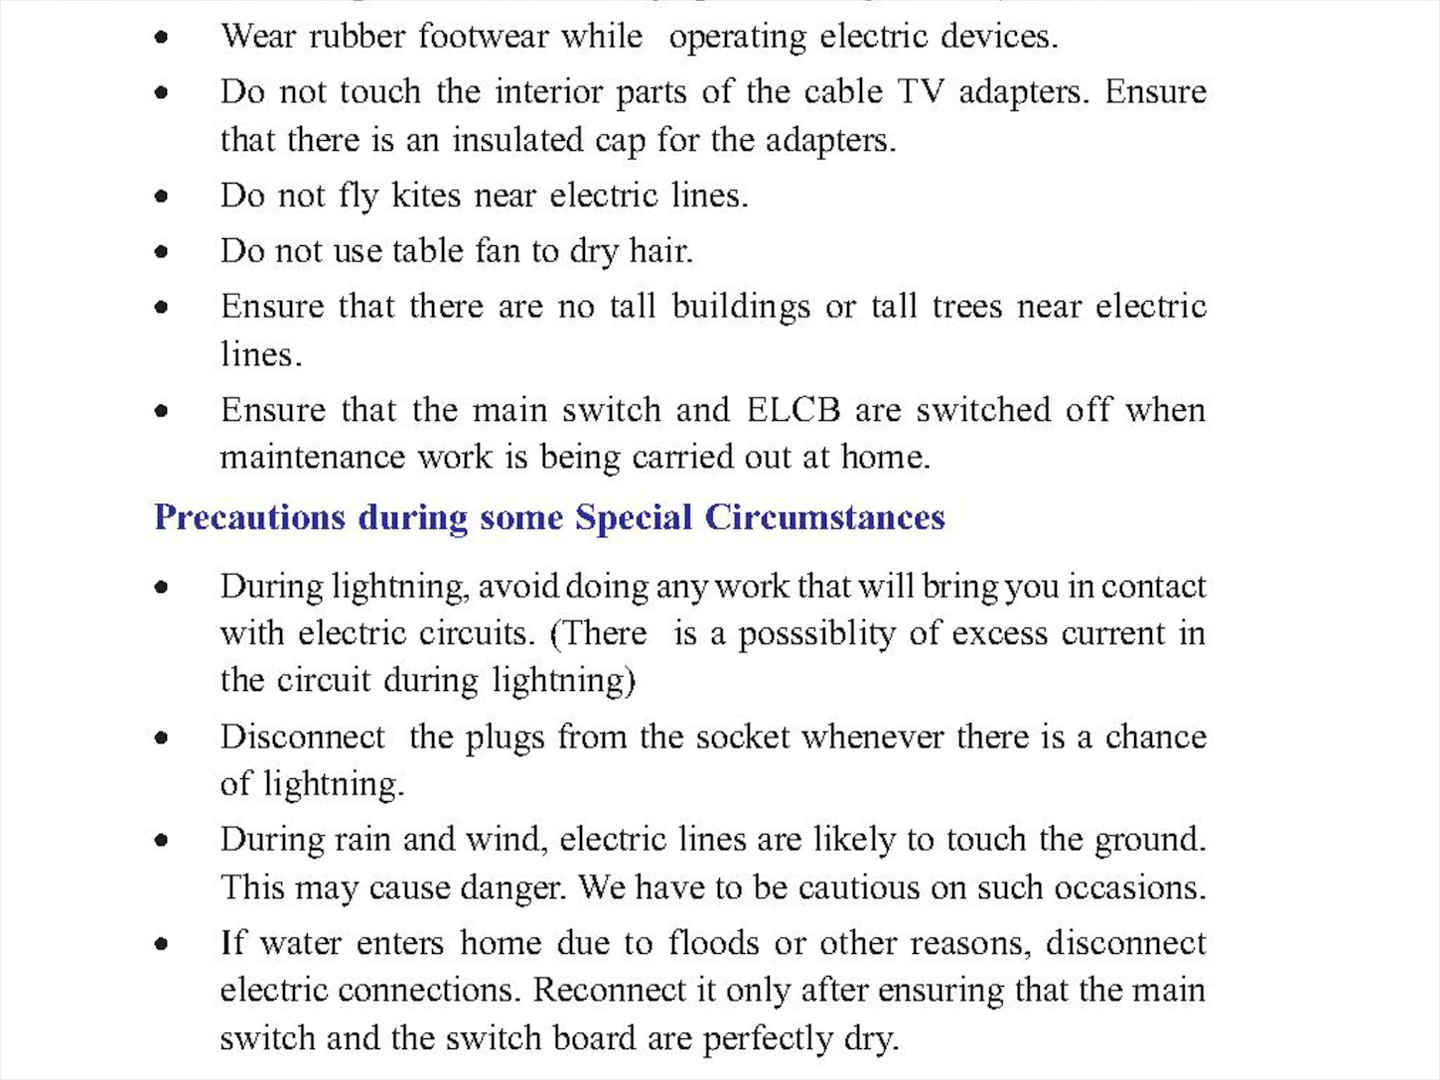 • Wear rubber footwear while operating electric devices.
• Do not touch the interior parts of the cable TV adapters. Ensure
that there is an insulated cap for the adapters.
• Do not fly kites near electric lines.
• Do not use table fan to dry hair.
• Ensure that there are no tall buildings or tall trees near electric
lines.
• Ensure that the main switch and ELCB are switched off when
maintenance work is being carried out at home.
Precautions during some Special Circumstances
• During lightning, avoid doing any work that will bring you in contact
with electric circuits. (There is a posssiblity of excess current in
the circuit during lightning)
• Disconnect the plugs from the socket whenever there is a chance
of lightning.
• During rain and wind, electric lines are likely to touch the ground.
This may cause danger. We have to be cautious on such occasions.
• If water enters home due to floods or other reasons, disconnect
electric connections. Reconnect it only after ensuring that the main
switch and the switch board are perfectly dry.